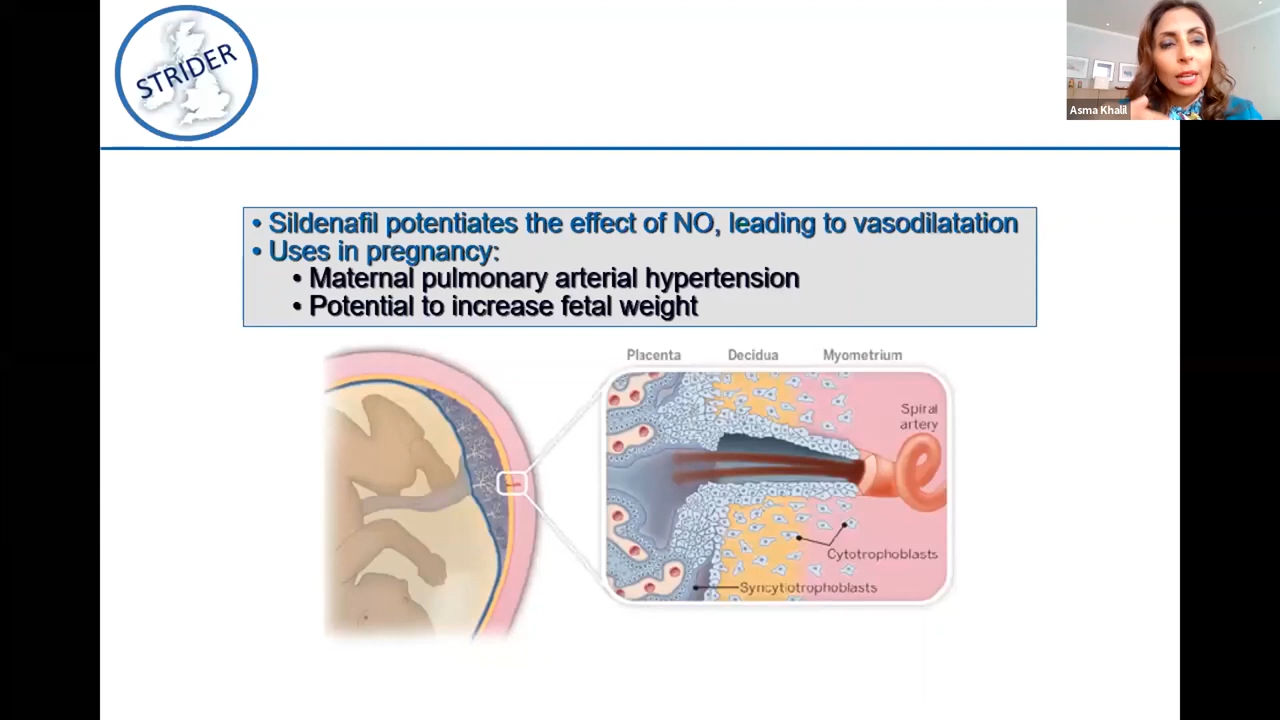 STRIDER
Asma Khalil
• Sildenafil potentiates the effect of NO, leading to vasodilatation
• Uses in pregnancy:
• Maternal pulmonary arterial hypertension
• Potential to increase fetal weight
Placenta Decidua Myometrium
Spiral
artery
Cytotrophoblasts
Syncytiotrophoblasts